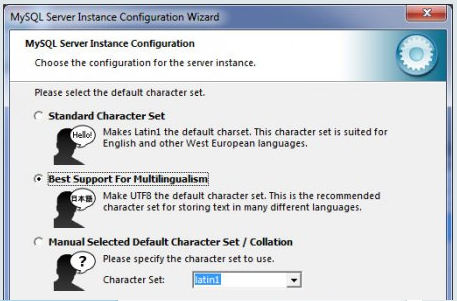 MySQL Server Instance Configuration Wizard
MySQL Server Instance Configuration
Choose the configuration for the server instance.
Please select the default character set.
Standard Character Set
Hello!
Makes Latin1 the default charset. This character set is suited for
English and other West European languages.
Best Support For Multilingualism
日本語
Make UTF8 the default character set. This is the recommended
character set for storing text in many different languages.
Manual Selected Default Character Set / Collation
?
Please specify the character set to use.
Character Set: latin1